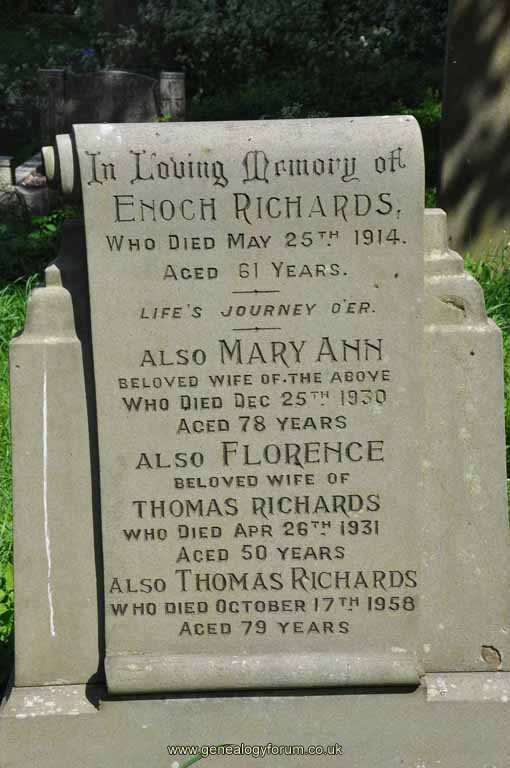 In Loving Memory of
ENOCH RICHARDS,
WHO DIED MAY 25TH 1914.
AGED 61 YEARS.
LIFE'S JOURNEY O'ER.
ALSO MARY ANN
BELOVED WIFE OF THE ABOVE
WHO DIED DEC 25TH 1930
AGED 78 YEARS
ALSO FLORENCE
BELOVED WIFE OF
THOMAS RICHARDS
WHO DIED APR 26TH 1931
AGED 50 YEARS
ALSO THOMAS RICHARDS
WHO DIED OCTOBER 17TH 1958
AGED 79 YEARS
www.genealogyforum.co.uk